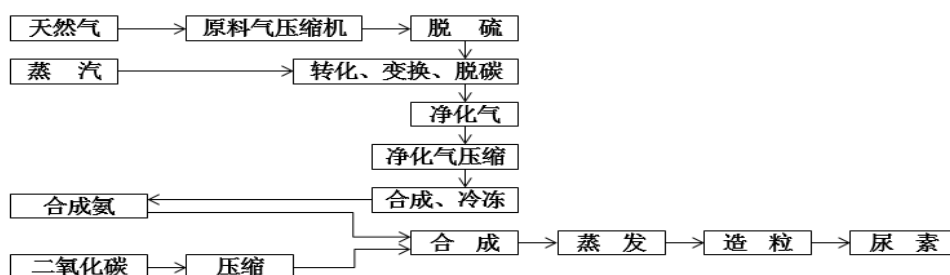 天然气 原料气压缩机 脱 硫
蒸 汽 转化、变换、脱碳
净化气
净化气压缩
合成氨 合成、冷冻
合 成 蒸 发 造 粒 尿 素
二氧化碳 压缩